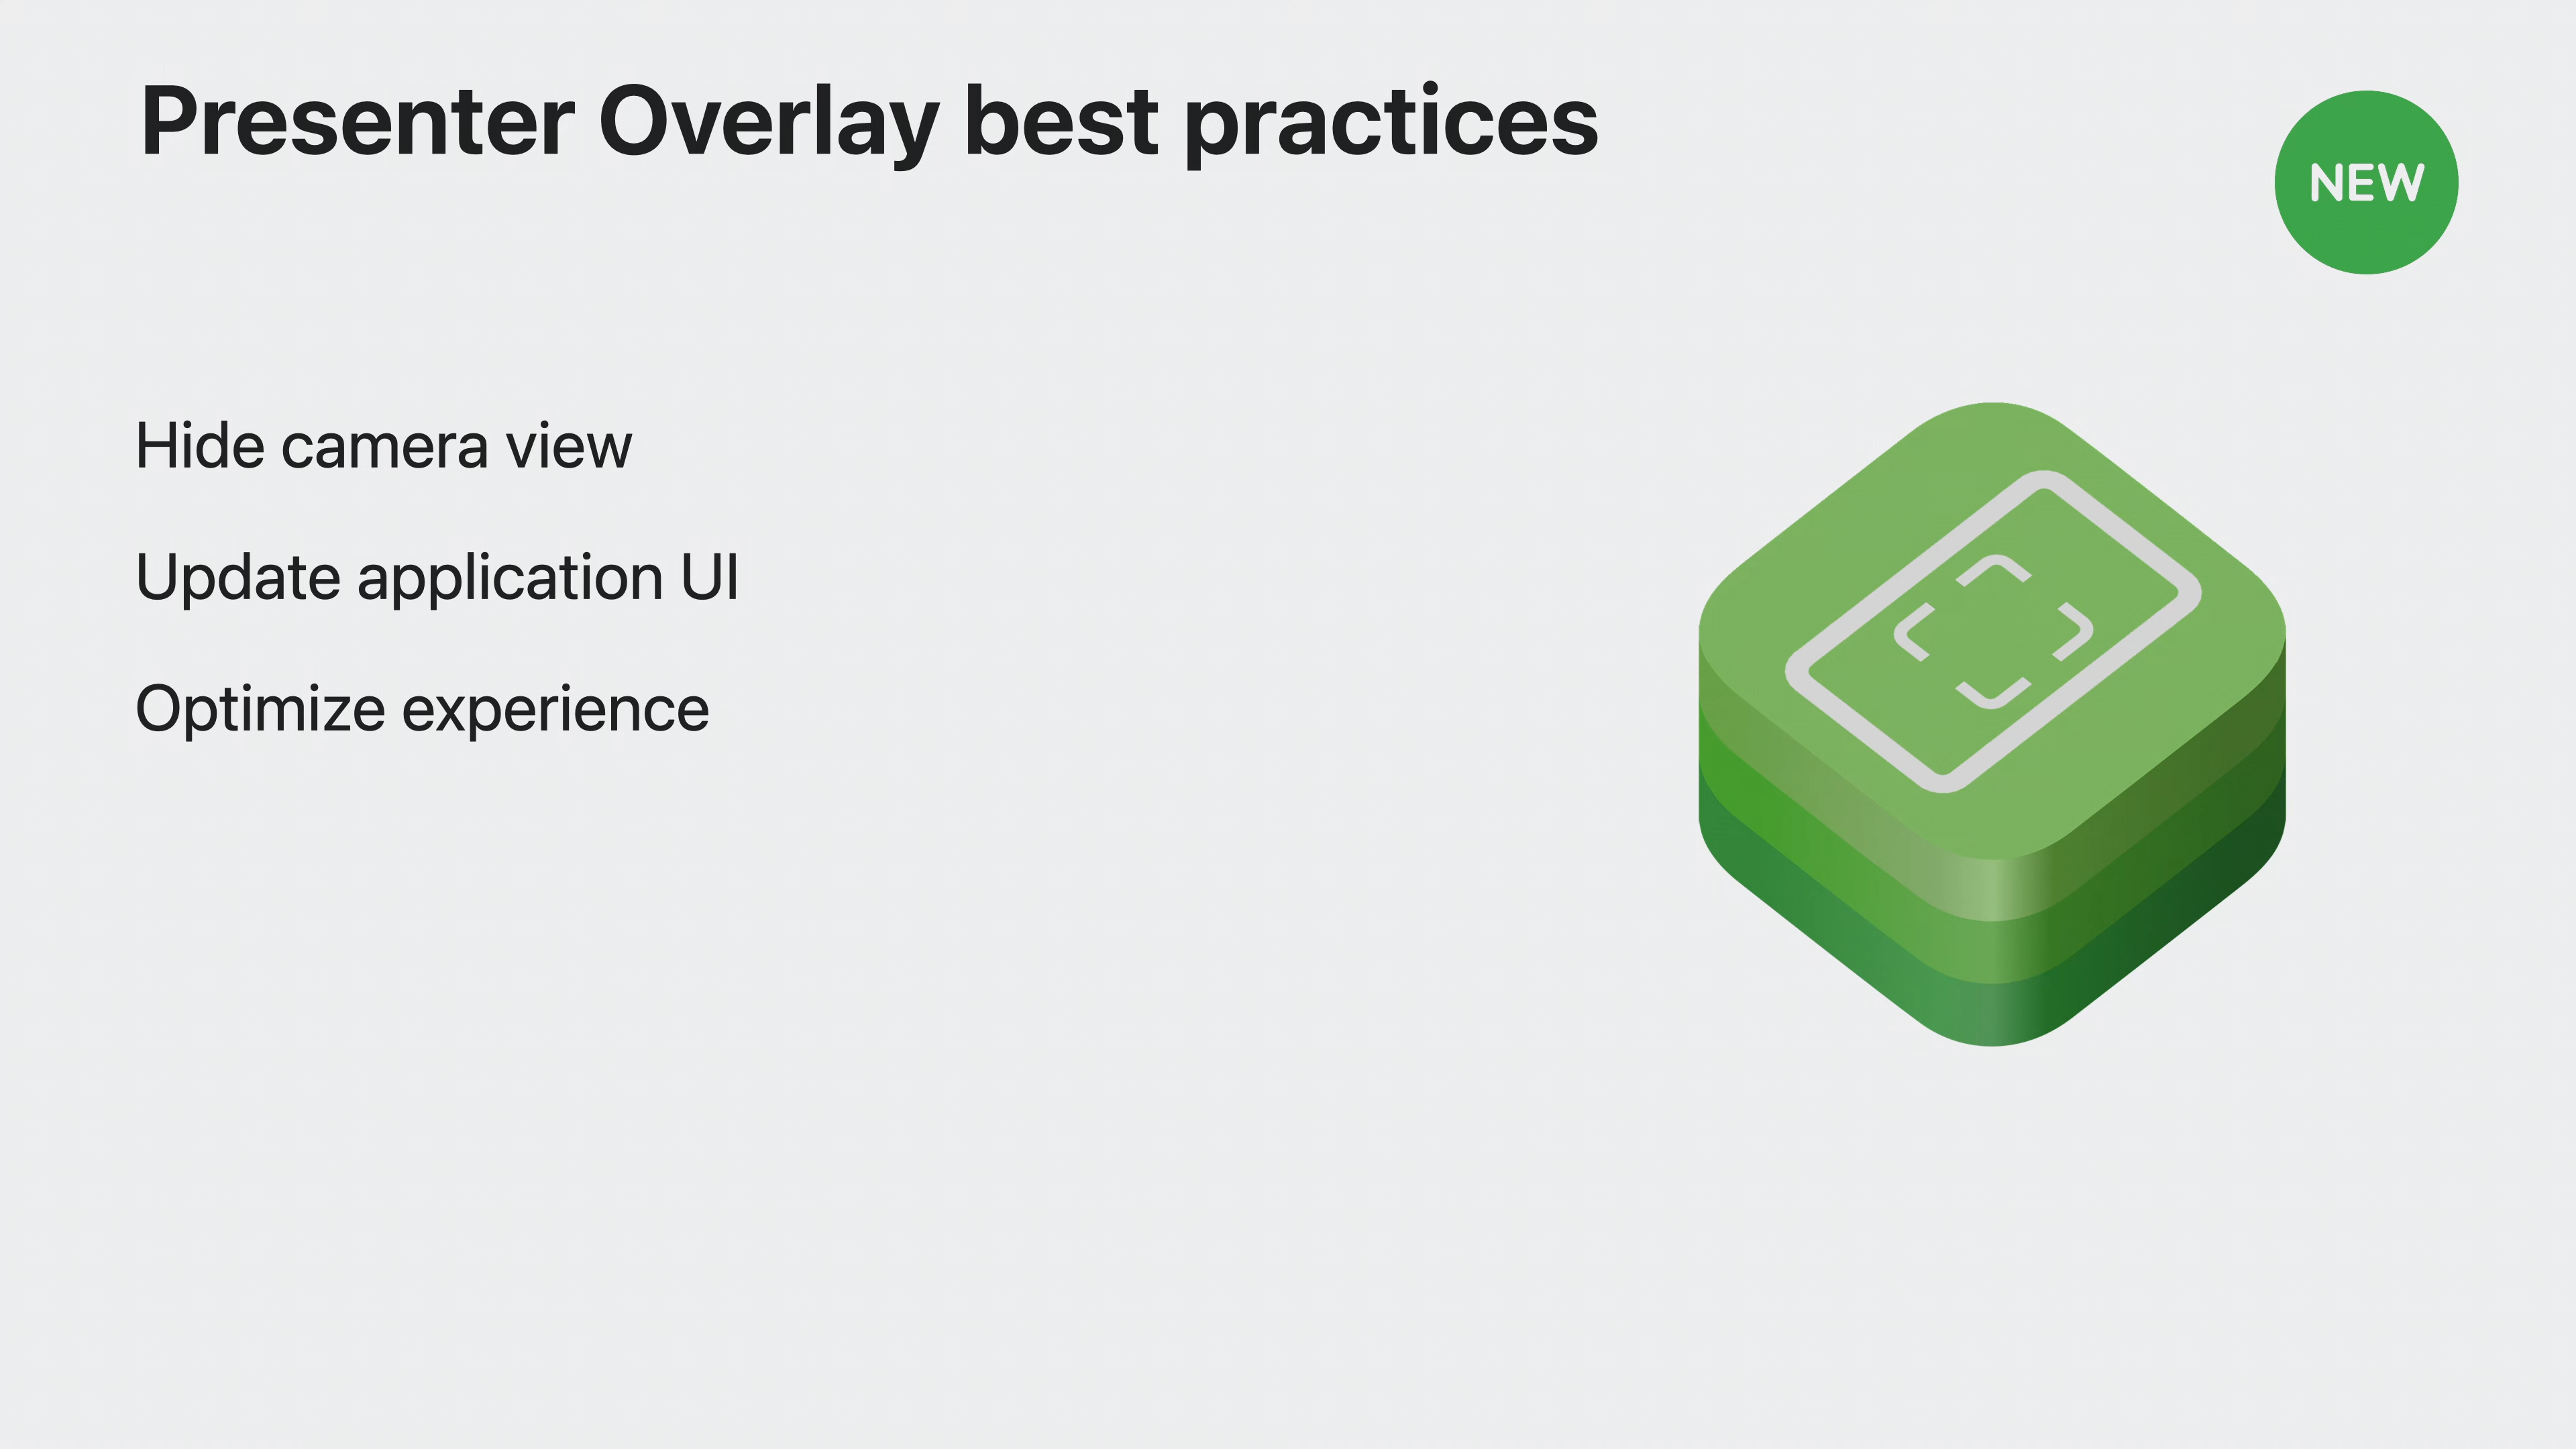 Presenter Overlay best practices
NEW
Hide camera view
Update application UI
Optimize experience